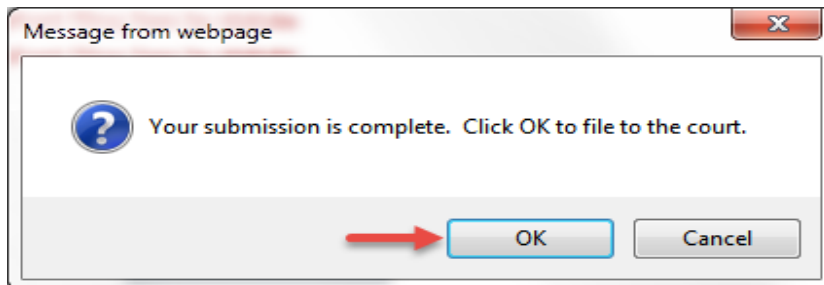 Message from webpage
Your submission is complete.  Click OK to file to the court.
OK
Cancel